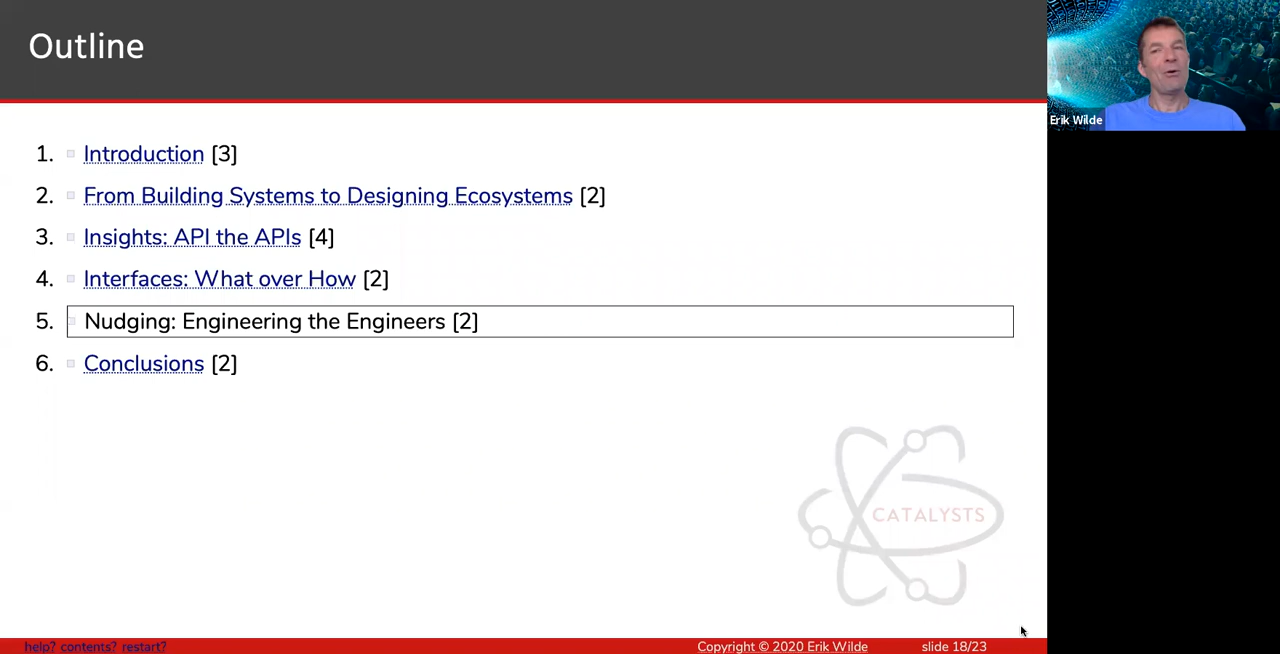 Outline
Erik Wilde
1. Introduction [3]
2. From Building Systems to Designing Ecosystems [2]
3. Insights: API the APIs [4]
4. Interfaces: What over How [2]
5. Nudging: Engineering the Engineers [2]
6. Conclusions [2]
CATALYSTS
help? contents? restart? Copyright © 2020 Erik Wilde slide 18/23